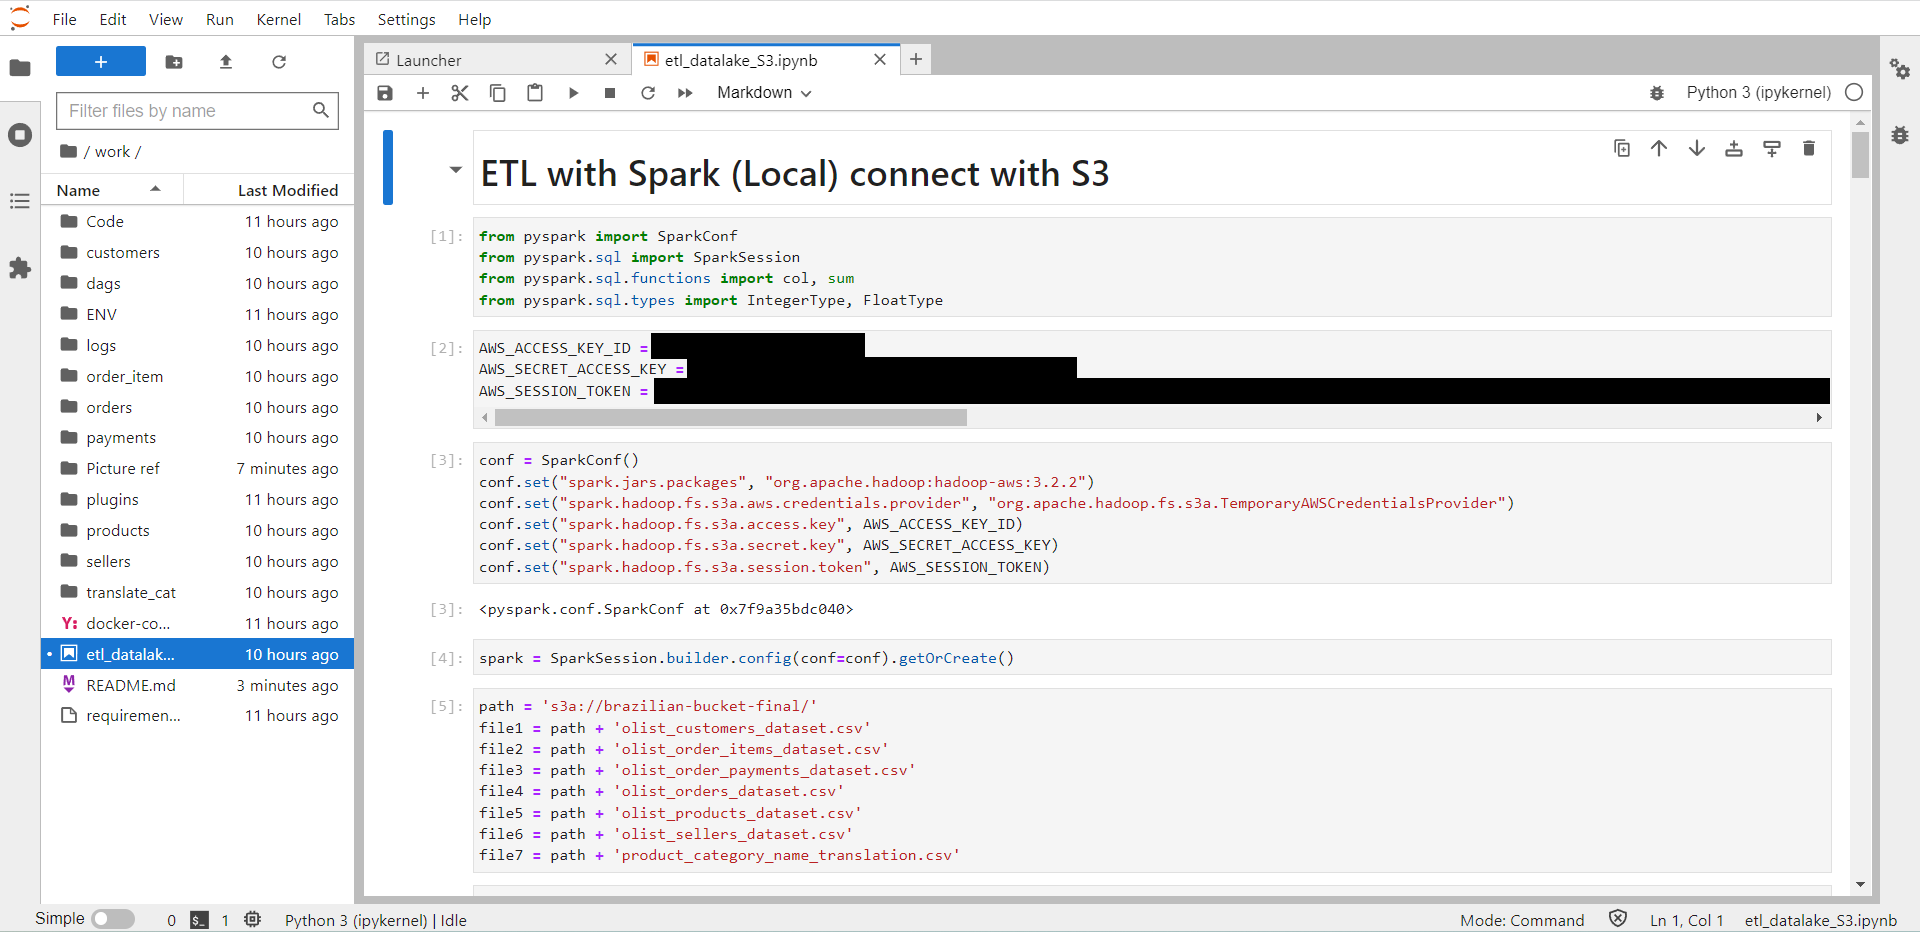 File Edit View Run Kernel Tabs Settings Help
Launcher
etl_datalake_S3.ipynb
Markdown
Python 3 (ipykernel)
Filter files by name
/ work /
Name Last Modified
Code 11 hours ago
customers 10 hours ago
dags 10 hours ago
ENV 11 hours ago
logs 10 hours ago
order_item 10 hours ago
orders 10 hours ago
payments 10 hours ago
Picture ref 7 minutes ago
plugins 11 hours ago
products 10 hours ago
sellers 10 hours ago
translate_cat 10 hours ago
docker-co... 11 hours ago
etl_datalak... 10 hours ago
README.md 3 minutes ago
requiremen... 11 hours ago
ETL with Spark (Local) connect with S3
[1]: from pyspark import SparkConf
from pyspark.sql import SparkSession
from pyspark.sql.functions import col, sum
from pyspark.sql.types import IntegerType, FloatType
[2]: AWS_ACCESS_KEY_ID =
AWS_SECRET_ACCESS_KEY =
AWS_SESSION_TOKEN =
[3]: conf = SparkConf()
conf.set("spark.jars.packages", "org.apache.hadoop:hadoop-aws:3.2.2")
conf.set("spark.hadoop.fs.s3a.aws.credentials.provider", "org.apache.hadoop.fs.s3a.TemporaryAWSCredentialsProvider")
conf.set("spark.hadoop.fs.s3a.access.key", AWS_ACCESS_KEY_ID)
conf.set("spark.hadoop.fs.s3a.secret.key", AWS_SECRET_ACCESS_KEY)
conf.set("spark.hadoop.fs.s3a.session.token", AWS_SESSION_TOKEN)
[3]: <pyspark.conf.SparkConf at 0x7f9a35bdc040>
[4]: spark = SparkSession.builder.config(conf=conf).getOrCreate()
[5]: path = 's3a://brazilian-bucket-final/'
file1 = path + 'olist_customers_dataset.csv'
file2 = path + 'olist_order_items_dataset.csv'
file3 = path + 'olist_order_payments_dataset.csv'
file4 = path + 'olist_orders_dataset.csv'
file5 = path + 'olist_products_dataset.csv'
file6 = path + 'olist_sellers_dataset.csv'
file7 = path + 'product_category_name_translation.csv'
Simple 0 $_ 1 Python 3 (ipykernel) | Idle
Mode: Command Ln 1, Col 1 etl_datalake_S3.ipynb